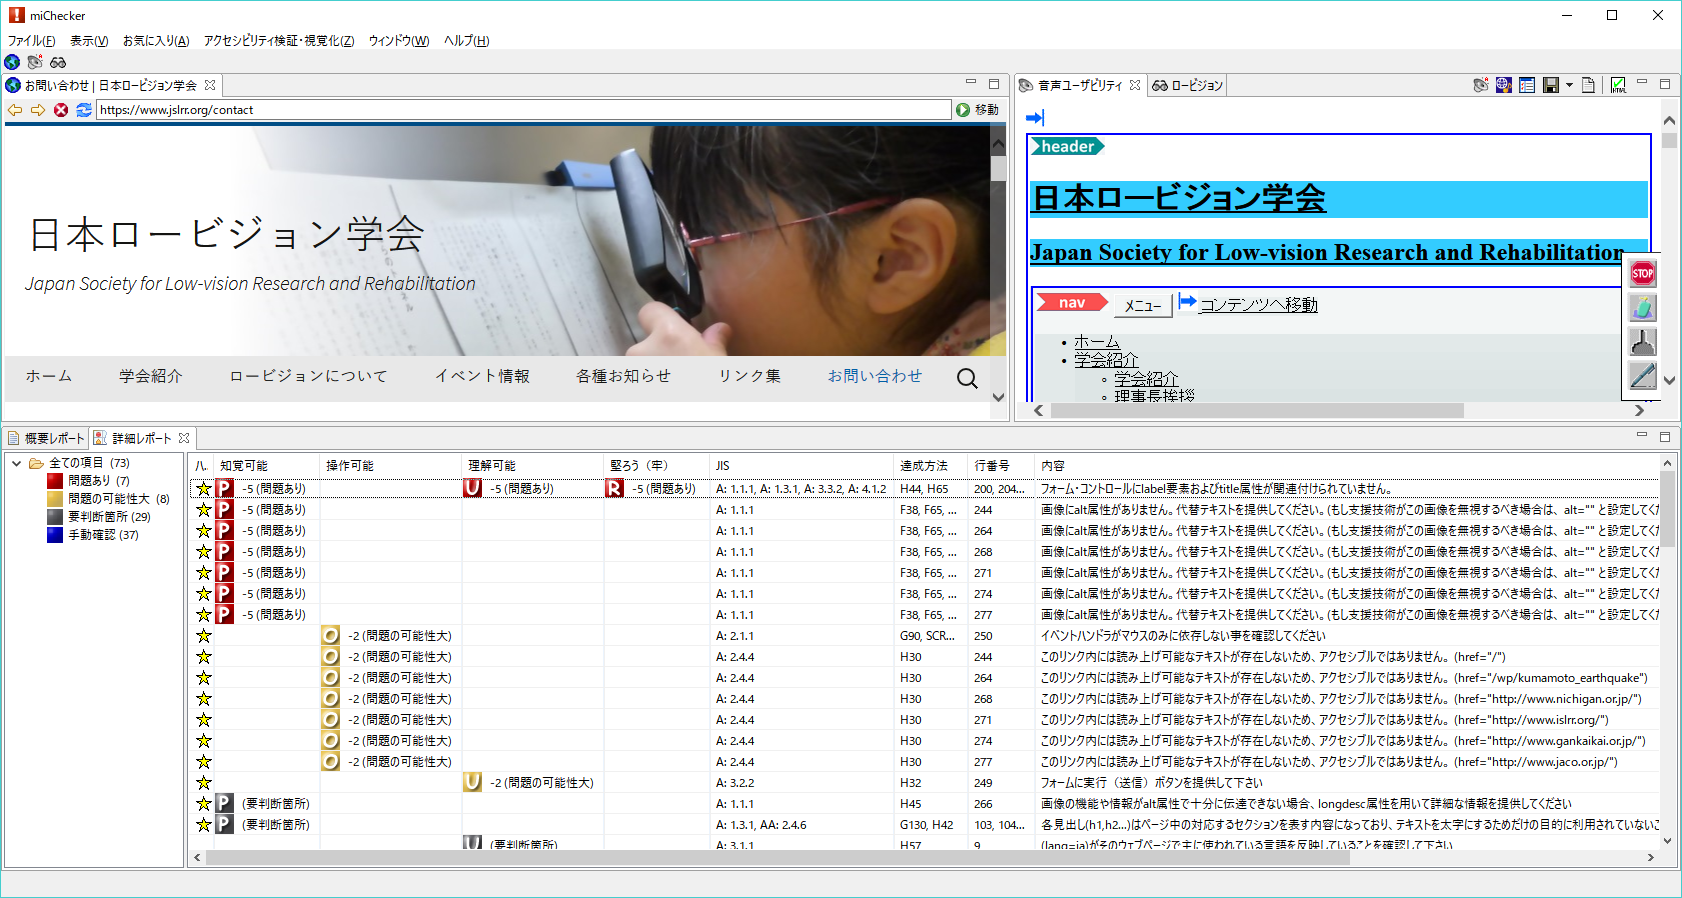 miChecker
ファイル(F) 表示(V) お気に入り(A) アクセシビリティ検証・視覚化(Z) ウィンドウ(W) ヘルプ(H)
お問い合わせ | 日本ロービジョン学会
https://www.jslrr.org/contact 移動
日本ロービジョン学会
Japan Society for Low-vision Research and Rehabilitation
ホーム 学会紹介 ロービジョンについて イベント情報 各種お知らせ リンク集 お問い合わせ
音声ユーザビリティ ロービジョン
header
日本ロービジョン学会
Japan Society for Low-vision Research and Rehabilitation
nav メニュー コンテンツへ移動
• ホーム
• 学会紹介
◦ 学会紹介
◦ 理事長挨拶
STOP
概要レポート 詳細レポート
全ての項目 (73)
問題あり (7)
問題の可能性大 (8)
要判断箇所 (29)
手動確認 (37)
ハ. 知覚可能 操作可能 理解可能 堅ろう（牢） JIS 達成方法 行番号 内容
P -5 (問題あり) U -5 (問題あり) R -5 (問題あり) A: 1.1.1, A: 1.3.1, A: 3.3.2, A: 4.1.2 H44, H65 200, 204... フォーム・コントロールにlabel要素およびtitle属性が関連付けられていません。
P -5 (問題あり) A: 1.1.1 F38, F65, ... 244 画像にalt属性がありません。代替テキストを提供してください。(もし支援技術がこの画像を無視するべき場合は、alt="" と設定してく
P -5 (問題あり) A: 1.1.1 F38, F65, ... 264 画像にalt属性がありません。代替テキストを提供してください。(もし支援技術がこの画像を無視するべき場合は、alt="" と設定してく
P -5 (問題あり) A: 1.1.1 F38, F65, ... 268 画像にalt属性がありません。代替テキストを提供してください。(もし支援技術がこの画像を無視するべき場合は、alt="" と設定してく
P -5 (問題あり) A: 1.1.1 F38, F65, ... 271 画像にalt属性がありません。代替テキストを提供してください。(もし支援技術がこの画像を無視するべき場合は、alt="" と設定してく
P -5 (問題あり) A: 1.1.1 F38, F65, ... 274 画像にalt属性がありません。代替テキストを提供してください。(もし支援技術がこの画像を無視するべき場合は、alt="" と設定してく
P -5 (問題あり) A: 1.1.1 F38, F65, ... 277 画像にalt属性がありません。代替テキストを提供してください。(もし支援技術がこの画像を無視するべき場合は、alt="" と設定してく
O -2 (問題の可能性大) A: 2.1.1 G90, SCR... 250 イベントハンドラがマウスのみに依存しない事を確認してください
O -2 (問題の可能性大) A: 2.4.4 H30 244 このリンク内には読み上げ可能なテキストが存在しないため、アクセシブルではありません。 (href="/")
O -2 (問題の可能性大) A: 2.4.4 H30 264 このリンク内には読み上げ可能なテキストが存在しないため、アクセシブルではありません。 (href="/wp/kumamoto_earthquake")
O -2 (問題の可能性大) A: 2.4.4 H30 268 このリンク内には読み上げ可能なテキストが存在しないため、アクセシブルではありません。 (href="http://www.nichigan.or.jp/")
O -2 (問題の可能性大) A: 2.4.4 H30 271 このリンク内には読み上げ可能なテキストが存在しないため、アクセシブルではありません。 (href="http://www.islrr.org/")
O -2 (問題の可能性大) A: 2.4.4 H30 274 このリンク内には読み上げ可能なテキストが存在しないため、アクセシブルではありません。 (href="http://www.gankaikai.or.jp/")
O -2 (問題の可能性大) A: 2.4.4 H30 277 このリンク内には読み上げ可能なテキストが存在しないため、アクセシブルではありません。 (href="http://www.jaco.or.jp/")
U -2 (問題の可能性大) A: 3.2.2 H32 249 フォームに実行（送信）ボタンを提供して下さい
P (要判断箇所) A: 1.1.1 H45 266 画像の機能や情報がalt属性で十分に伝達できない場合、longdesc属性を用いて詳細な情報を提供してください
P (要判断箇所) A: 1.3.1, AA: 2.4.6 G130, H42 103, 104... 各見出し(h1,h2...)はページ中の対応するセクションを表す内容になっており、テキストを太字にするためだけの目的に利用されていないこ
U (要判断箇所) A: 3.1.1 H57 9 (lang=ja)がそのウェブページで主に使われている言語を反映していることを確認して下さい